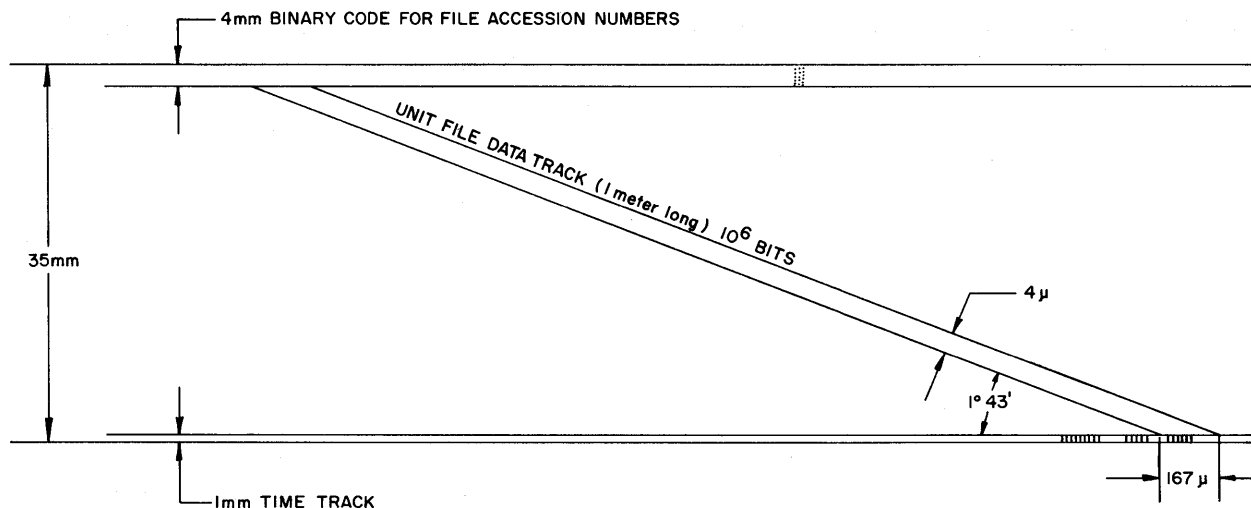 4mm BINARY CODE FOR FILE ACCESSION NUMBERS
UNIT FILE DATA TRACK (1 meter long) 10⁶ BITS
35mm
4μ
1° 43'
167 μ
1mm TIME TRACK